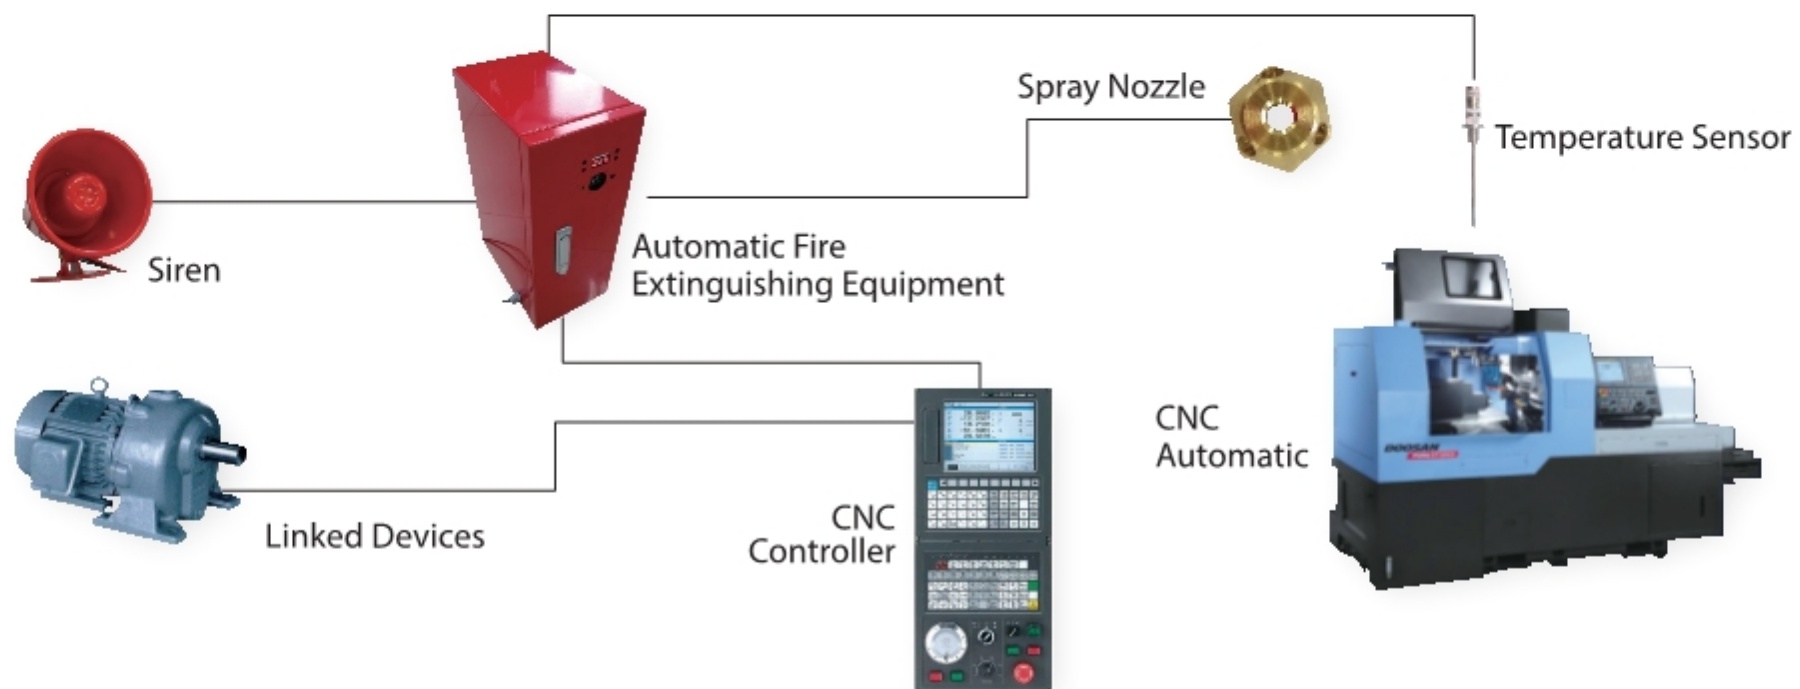 Spray Nozzle
Temperature Sensor
Siren
Automatic Fire
Extinguishing Equipment
CNC
Automatic
DOOSAN
Linked Devices
CNC
Controller